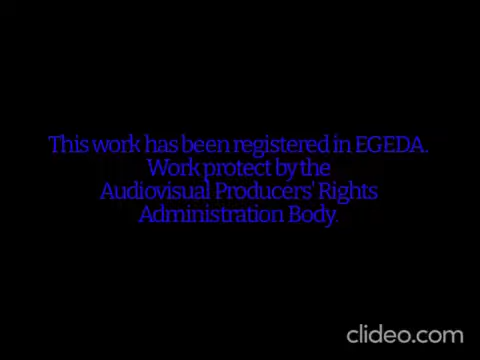 This work has been registered in EGEDA.
Work protect by the
Audiovisual Producers' Rights
Administration Body.
clideo.com